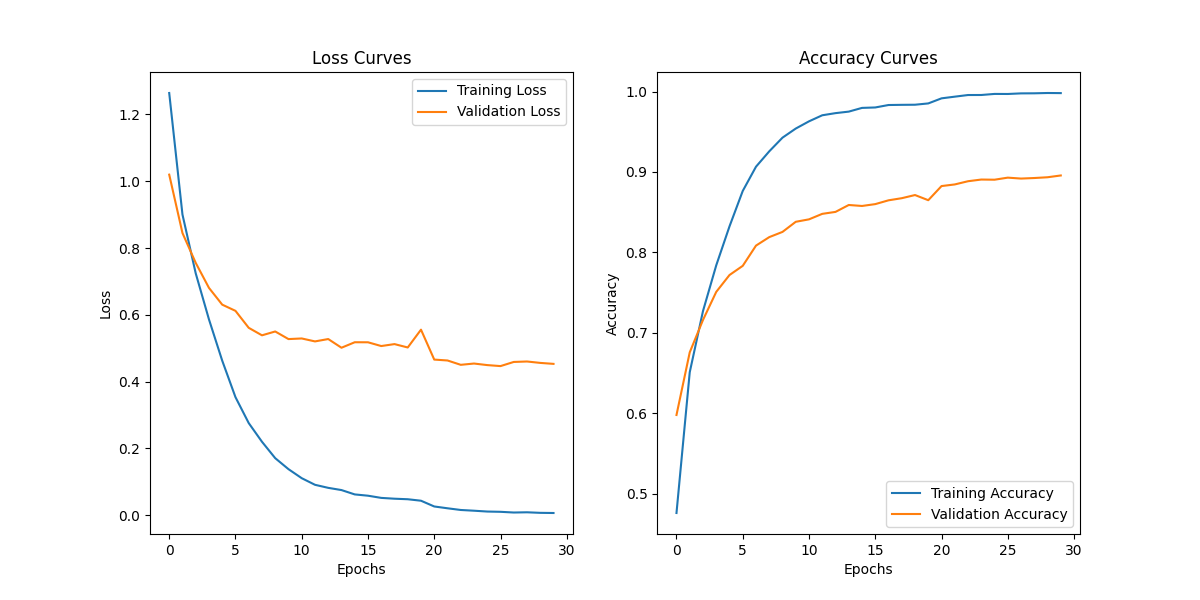 Loss Curves
Training Loss
Validation Loss
1.2
1.0
0.8
0.6
0.4
0.2
0.0
Loss
0 5 10 15 20 25 30
Epochs
Accuracy Curves
Training Accuracy
Validation Accuracy
1.0
0.9
0.8
0.7
0.6
0.5
Accuracy
0 5 10 15 20 25 30
Epochs